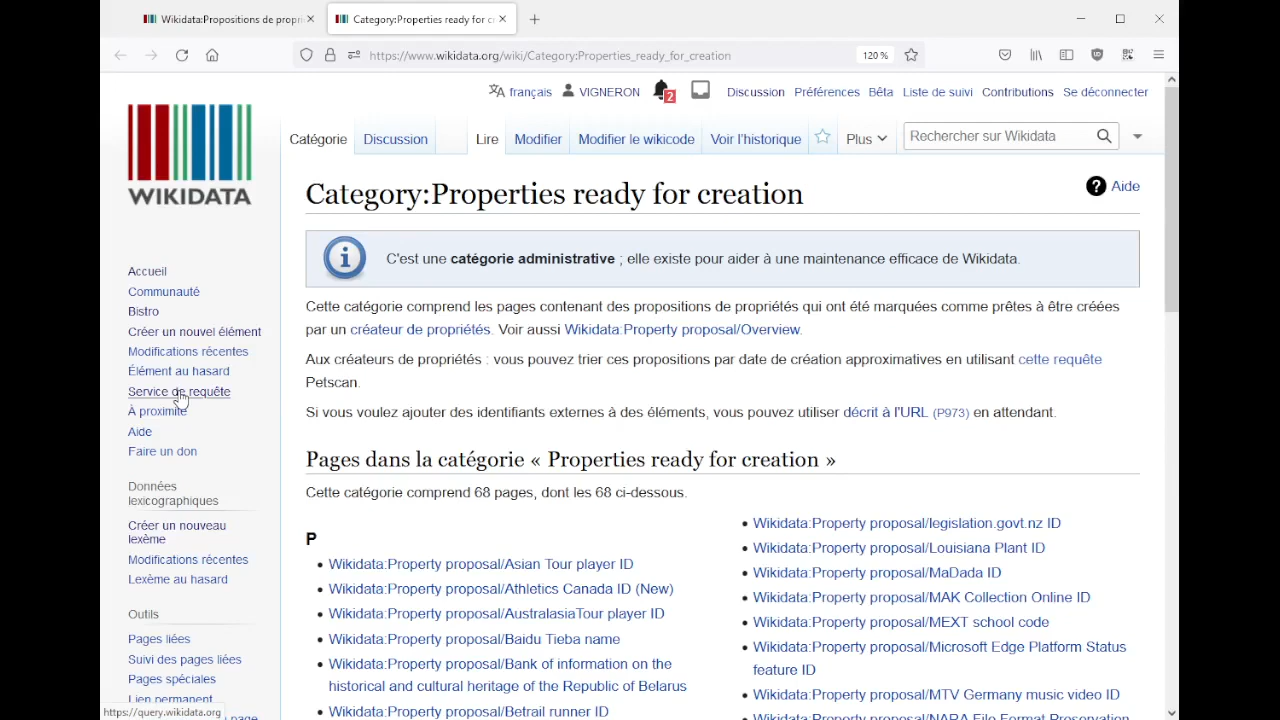 Wikidata:Propositions de propri
Category:Properties ready for c
https://www.wikidata.org/wiki/Category:Properties_ready_for_creation
120 %
français
VIGNERON
2
Discussion
Préférences
Bêta
Liste de suivi
Contributions
Se déconnecter
Catégorie
Discussion
Lire
Modifier
Modifier le wikicode
Voir l’historique
Plus
Rechercher sur Wikidata
WIKIDATA
Category:Properties ready for creation
Aide
C'est une catégorie administrative ; elle existe pour aider à une maintenance efficace de Wikidata.
Cette catégorie comprend les pages contenant des propositions de propriétés qui ont été marquées comme prêtes à être créées
par un créateur de propriétés. Voir aussi Wikidata:Property proposal/Overview.
Aux créateurs de propriétés : vous pouvez trier ces propositions par date de création approximatives en utilisant cette requête
Petscan.
Si vous voulez ajouter des identifiants externes à des éléments, vous pouvez utiliser décrit à l'URL (P973) en attendant.
Pages dans la catégorie « Properties ready for creation »
Cette catégorie comprend 68 pages, dont les 68 ci-dessous.
P
Wikidata:Property proposal/Asian Tour player ID
Wikidata:Property proposal/Athletics Canada ID (New)
Wikidata:Property proposal/AustralasiaTour player ID
Wikidata:Property proposal/Baidu Tieba name
Wikidata:Property proposal/Bank of information on the
historical and cultural heritage of the Republic of Belarus
Wikidata:Property proposal/Betrail runner ID
Wikidata:Property proposal/legislation.govt.nz ID
Wikidata:Property proposal/Louisiana Plant ID
Wikidata:Property proposal/MaDada ID
Wikidata:Property proposal/MAK Collection Online ID
Wikidata:Property proposal/MEXT school code
Wikidata:Property proposal/Microsoft Edge Platform Status
feature ID
Wikidata:Property proposal/MTV Germany music video ID
Wikidata:Property proposal/NARA File Format Preservation
Accueil
Communauté
Bistro
Créer un nouvel élément
Modifications récentes
Élément au hasard
Service de requête
À proximité
Aide
Faire un don
Données
lexicographiques
Créer un nouveau
lexème
Modifications récentes
Lexème au hasard
Outils
Pages liées
Suivi des pages liées
Pages spéciales
Lien permanent
page
https://query.wikidata.org